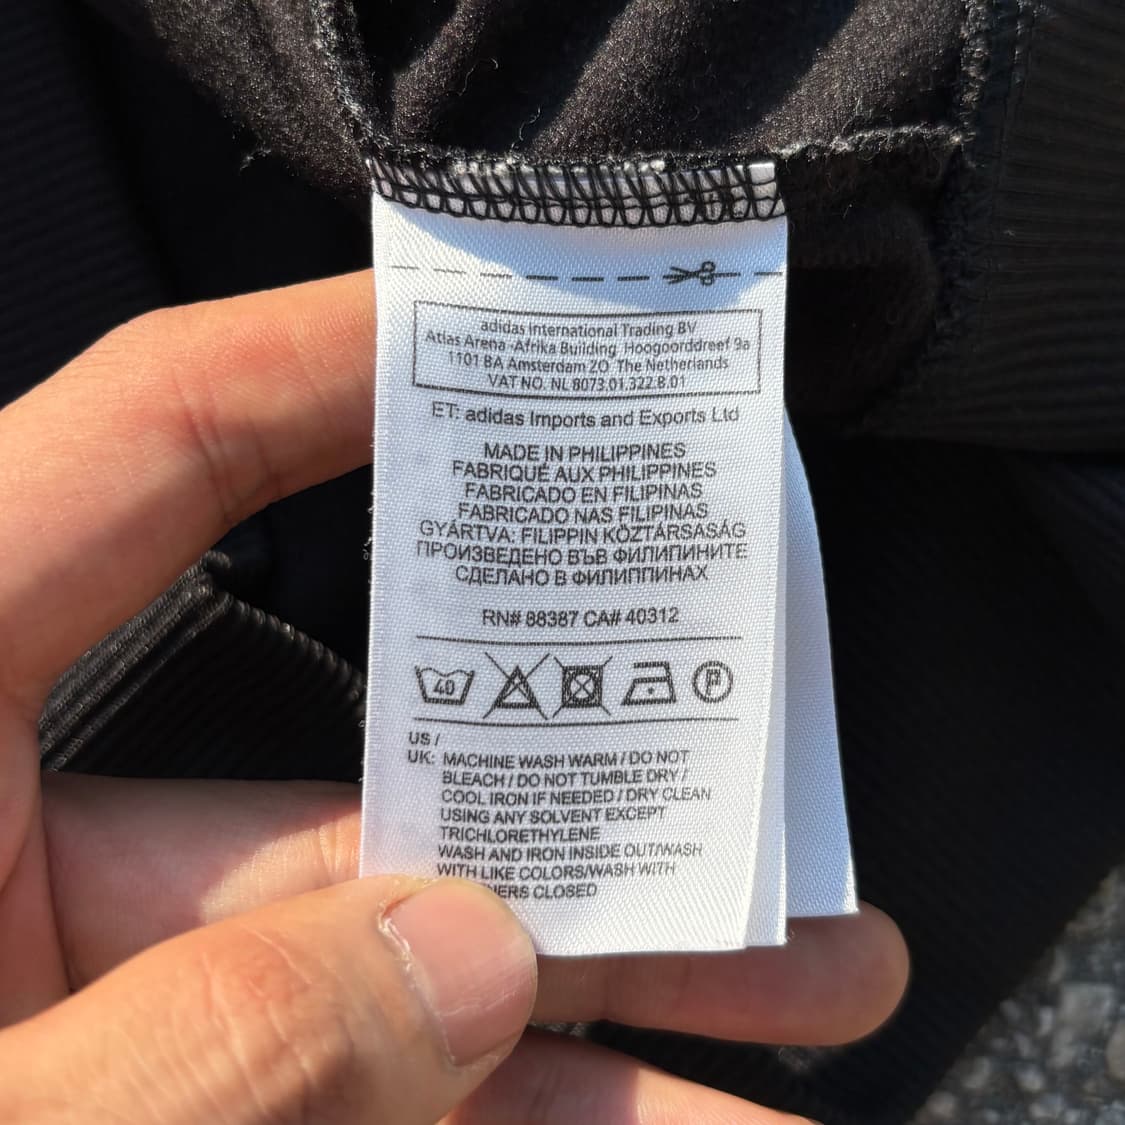 adidas International Trading BV
Atlas Arena -Afrika Building Hoogoorddreef 9a
1101 BA Amsterdam ZO The Netherlands
VAT NO. NL 8073.01.322.B.01
ET: adidas Imports and Exports Ltd
MADE IN PHILIPPINES
FABRIQUÉ AUX PHILIPPINES
FABRICADO EN FILIPINAS
FABRICADO NAS FILIPINAS
GYÁRTVA: FILIPPIN KÖZTÁRSASÁG
ПРОИЗВЕДЕНО ВЪВ ФИЛИПИНИТЕ
СДЕЛАНО В ФИЛИППИНАХ
RN# 88387 CA# 40312
40 P
US /
UK: MACHINE WASH WARM / DO NOT
BLEACH / DO NOT TUMBLE DRY /
COOL IRON IF NEEDED / DRY CLEAN
USING ANY SOLVENT EXCEPT
TRICHLORETHYLENE
WASH AND IRON INSIDE OUT/WASH
WITH LIKE COLORS/WASH WITH
CLOSED